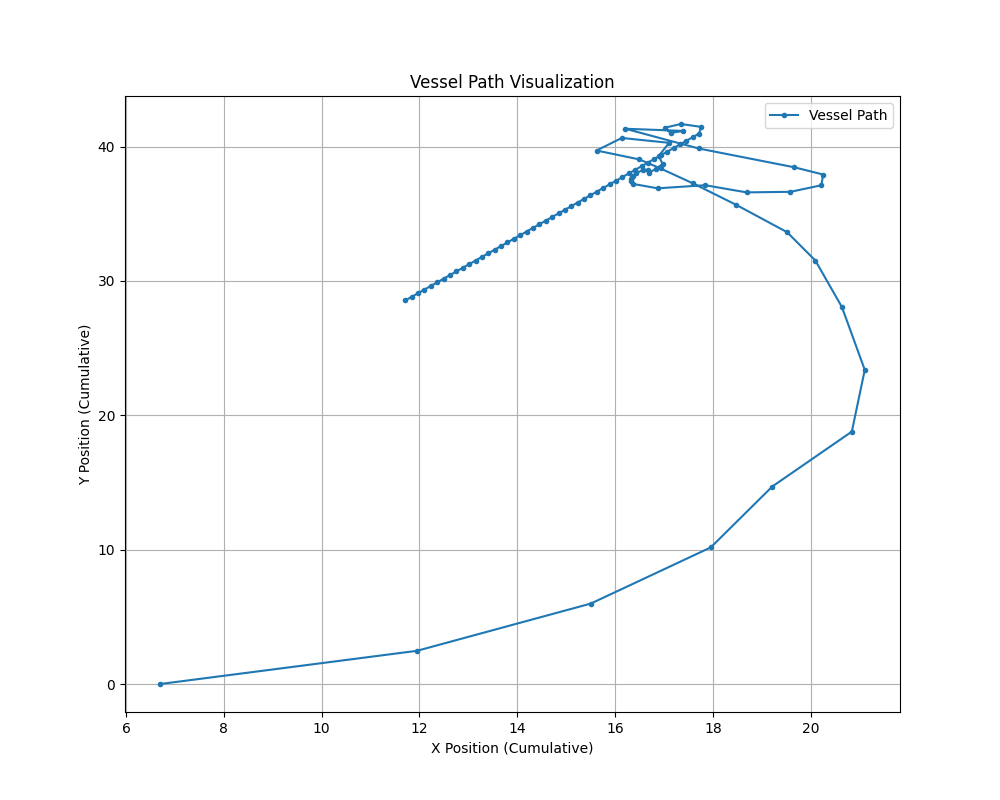 Vessel Path Visualization
Vessel Path
40
30
20
10
0
Y Position (Cumulative)
6 8 10 12 14 16 18 20
X Position (Cumulative)